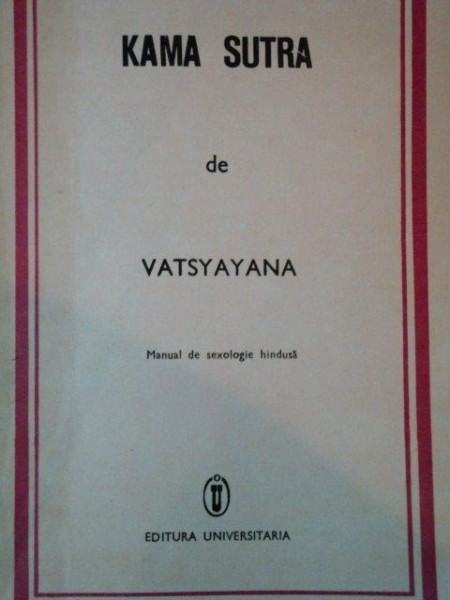 KAMA SUTRA
de
VATSYAYANA
Manual de sexologie hindusă
EDITURA UNIVERSITARIA